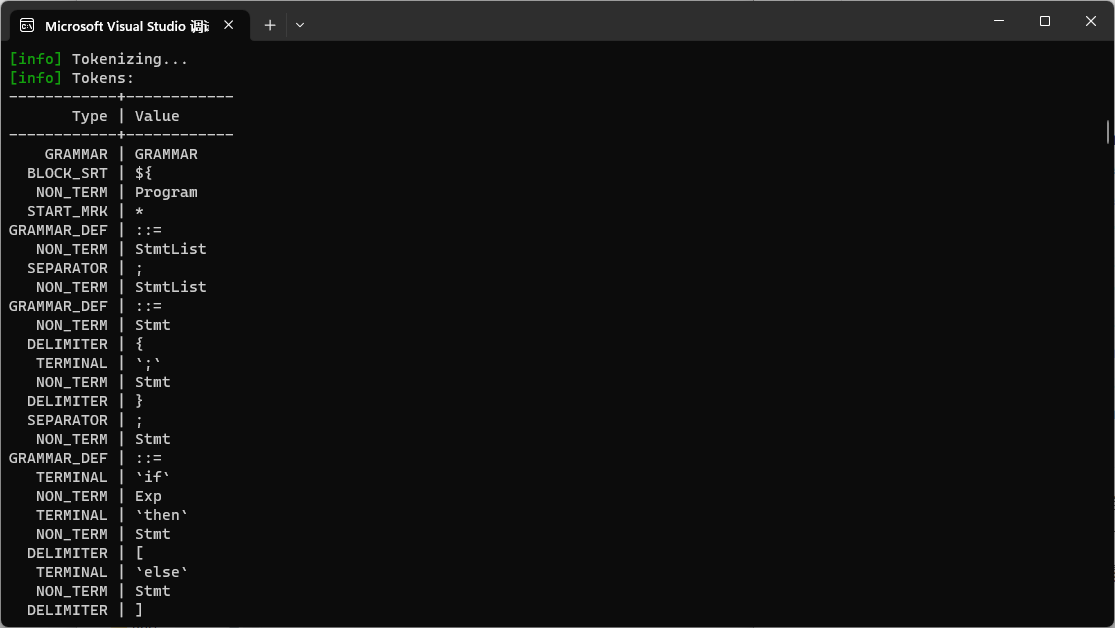 Microsoft Visual Studio 调试
[info] Tokenizing...
[info] Tokens:
------------+------------
Type | Value
------------+------------
GRAMMAR | GRAMMAR
BLOCK_SRT | ${
NON_TERM | Program
START_MRK | *
GRAMMAR_DEF | ::=
NON_TERM | StmtList
SEPARATOR | ;
NON_TERM | StmtList
GRAMMAR_DEF | ::=
NON_TERM | Stmt
DELIMITER | {
TERMINAL | `;`
NON_TERM | Stmt
DELIMITER | }
SEPARATOR | ;
NON_TERM | Stmt
GRAMMAR_DEF | ::=
TERMINAL | `if`
NON_TERM | Exp
TERMINAL | `then`
NON_TERM | Stmt
DELIMITER | [
TERMINAL | `else`
NON_TERM | Stmt
DELIMITER | ]